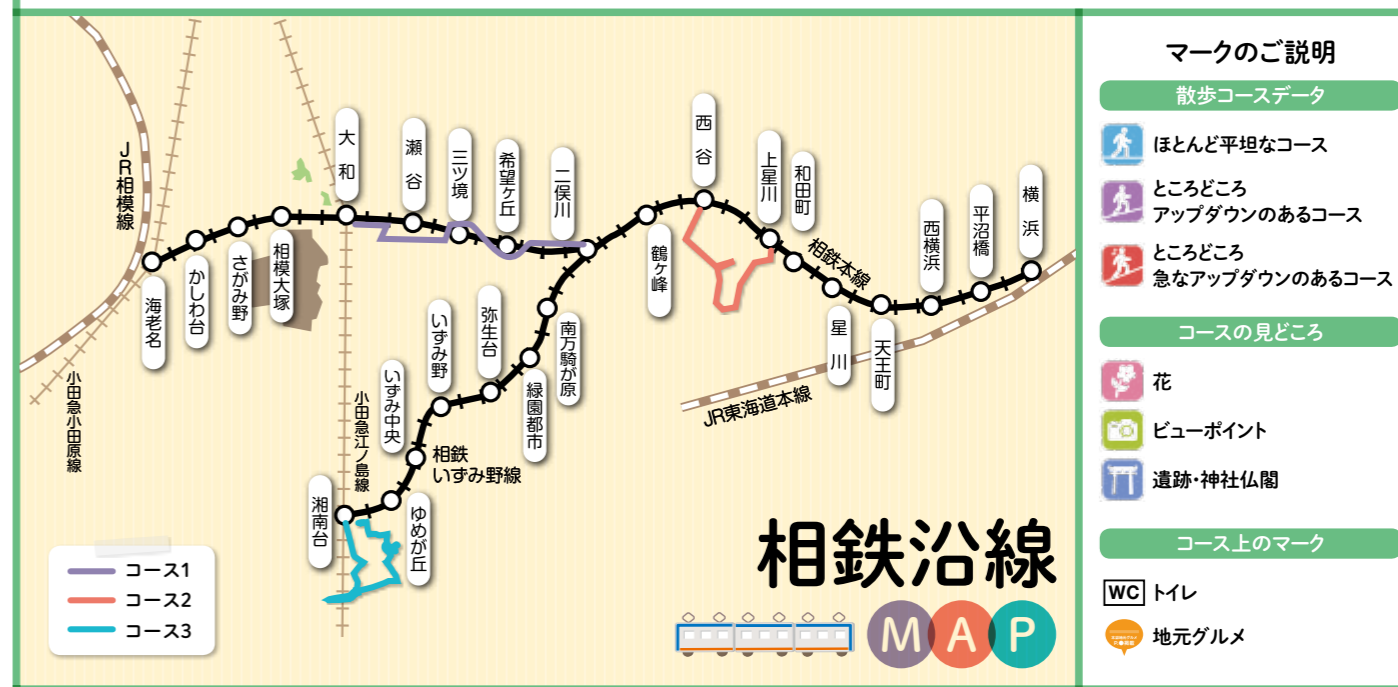 JR相模線
小田急小田原線
海老名
かしわ台
さがみ野
相模大塚
大和
瀬谷
三ツ境
希望ヶ丘
二俣川
鶴ヶ峰
西谷
上星川
和田町
相鉄本線
星川
天王町
西横浜
平沼橋
横浜
JR東海道本線
南万騎が原
緑園都市
弥生台
いずみ野
いずみ中央
相鉄
いずみ野線
ゆめが丘
湘南台
小田急江ノ島線
コース1
コース2
コース3
相鉄沿線
MAP
マークのご説明
散歩コースデータ
ほとんど平坦なコース
ところどころ
アップダウンのあるコース
ところどころ
急なアップダウンのあるコース
コースの見どころ
花
ビューポイント
遺跡・神社仏閣
コース上のマーク
WC トイレ
地元グルメ